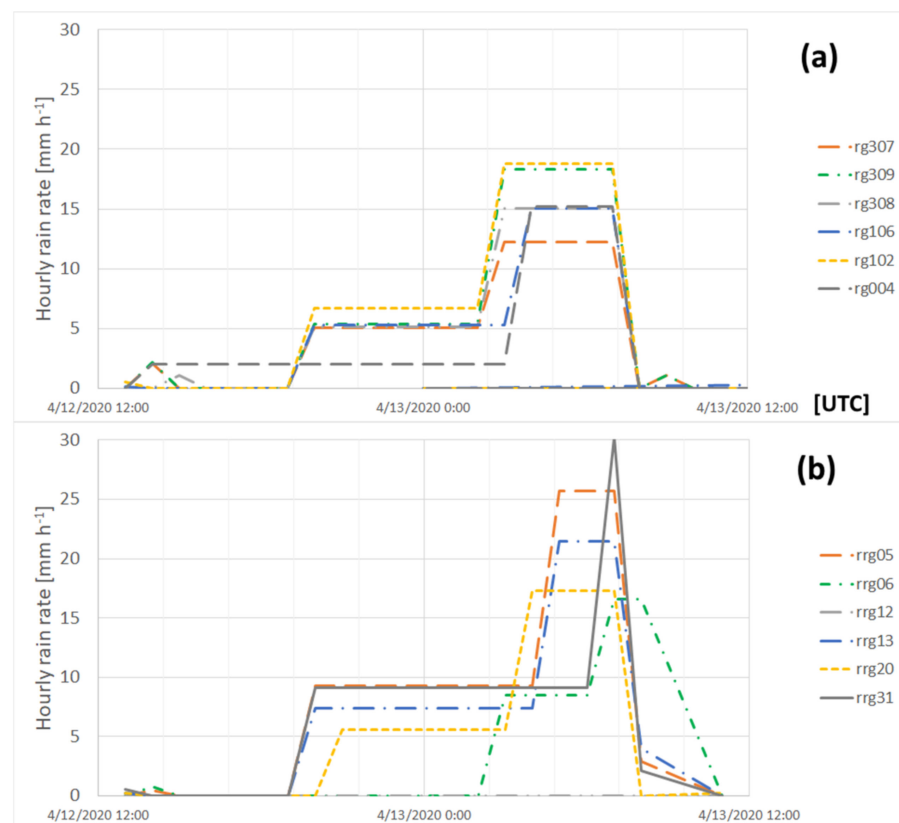 30
(a)
25
20
15
10
5
0
Hourly rain rate [mm h⁻¹]
rg307
rg309
rg308
rg106
rg102
rg004
4/12/2020 12:00
4/13/2020 0:00
4/13/2020 12:00
[UTC]
30
(b)
25
20
15
10
5
0
Hourly rain rate [mm h⁻¹]
rrg05
rrg06
rrg12
rrg13
rrg20
rrg31
4/12/2020 12:00
4/13/2020 0:00
4/13/2020 12:00